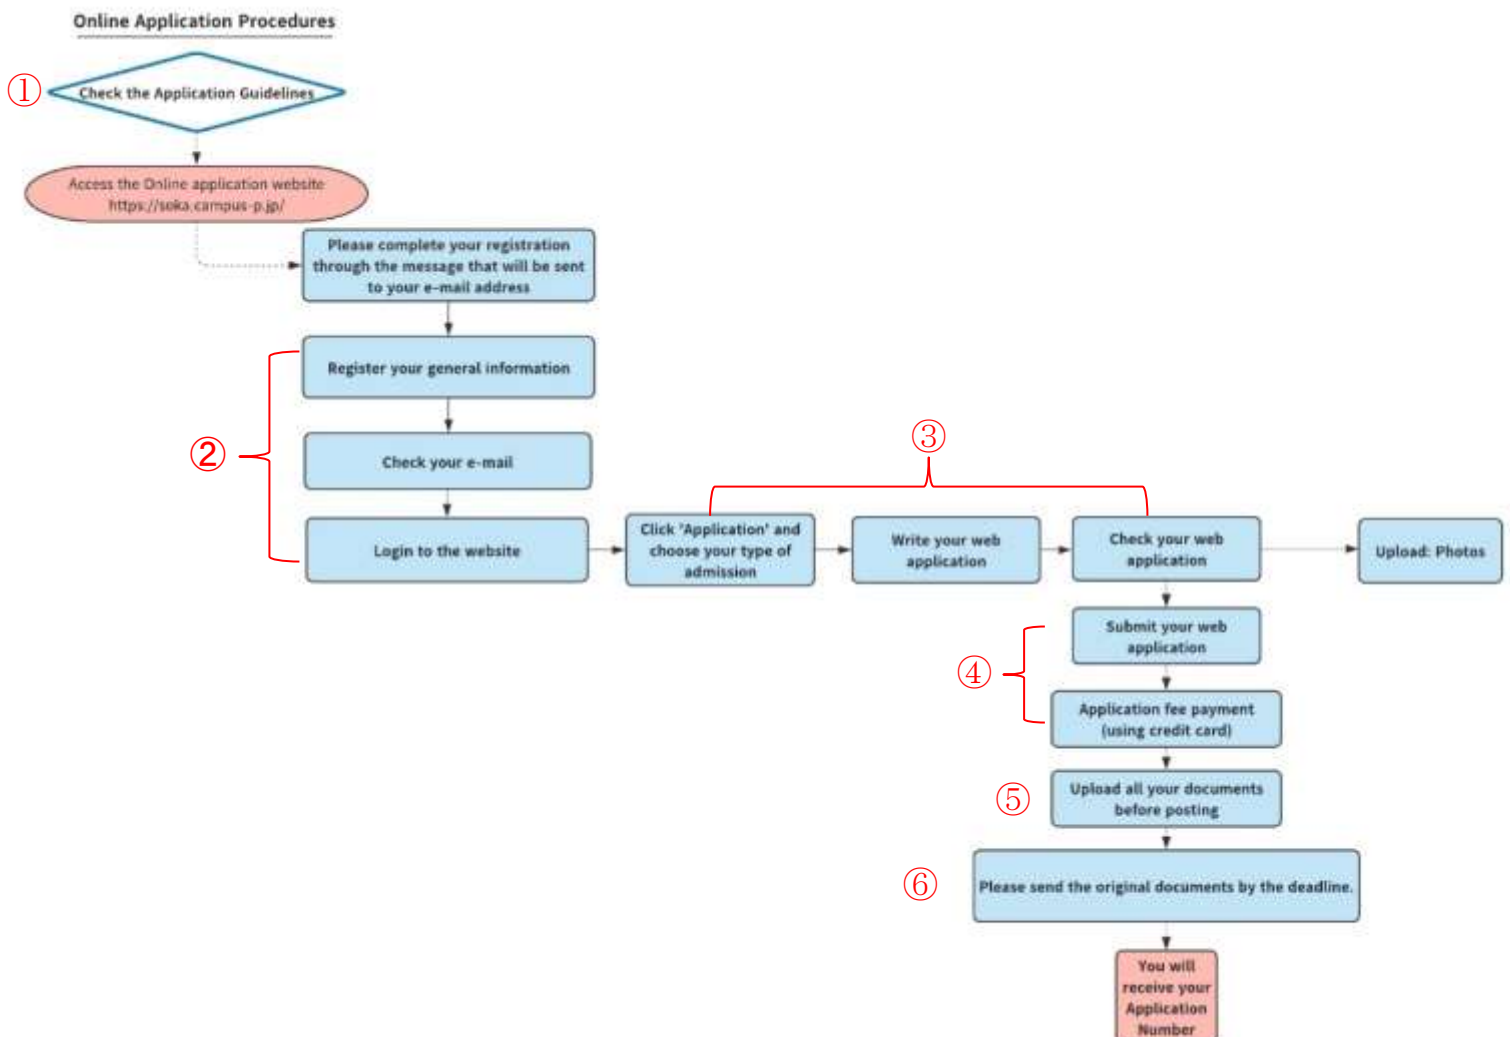 Online Application Procedures
①
Check the Application Guidelines
Access the Online application website
https://soka.campus-p.jp/
Please complete your registration
through the message that will be sent
to your e-mail address
②
Register your general information
Check your e-mail
Login to the website
③
Click 'Application' and
choose your type of
admission
Write your web
application
Check your web
application
Upload: Photos
④
Submit your web
application
Application fee payment
(using credit card)
⑤
Upload all your documents
before posting
⑥
Please send the original documents by the deadline.
You will
receive your
Application
Number